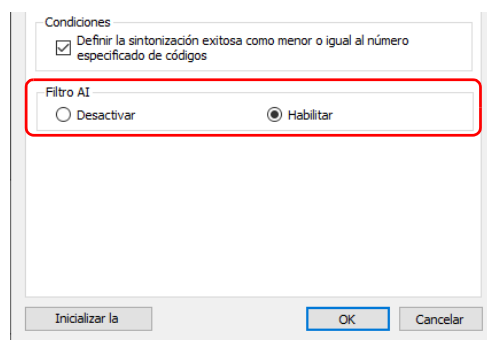 Condiciones
Definir la sintonización exitosa como menor o igual al número
especificado de códigos
Filtro AI
Desactivar
Habilitar
Inicializar la
OK
Cancelar